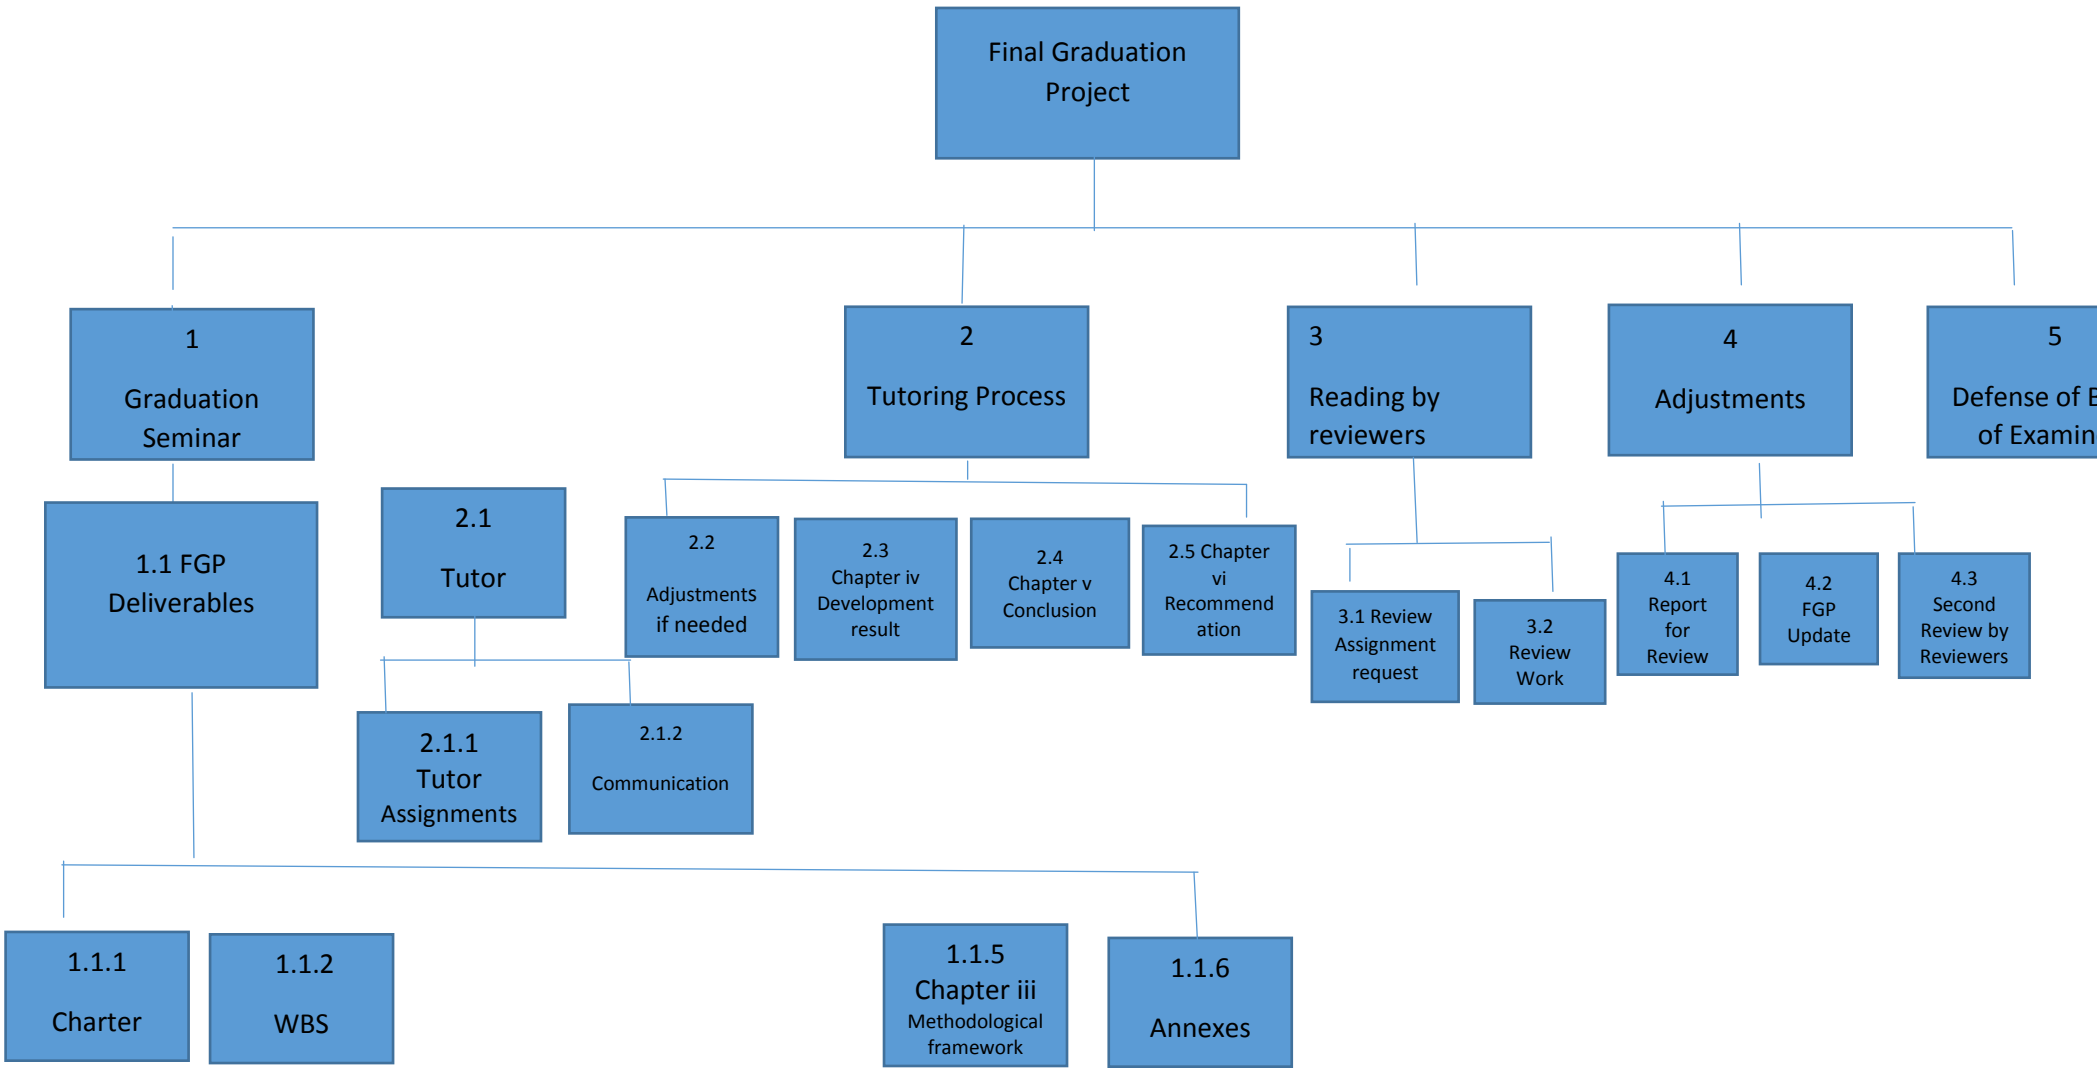 Final Graduation
Project
1
Graduation
Seminar
2
Tutoring Process
3
Reading by
reviewers
4
Adjustments
5
Defense of
of
1.1 FGP
Deliverables
2.1
Tutor
2.2
Adjustments
if needed
2.3
Chapter iv
Development
result
2.4
Chapter v
Conclusion
2.5 Chapter
vi
Recommend
ation
3.1 Review
Assignment
request
3.2
Review
Work
4.1
Report
for
Review
4.2
FGP
Update
4.3
Second
Review by
Reviewers
2.1.1
Tutor
Assignments
2.1.2
Communication
1.1.1
Charter
1.1.2
WBS
1.1.5
Chapter iii
Methodological
framework
1.1.6
Annexes